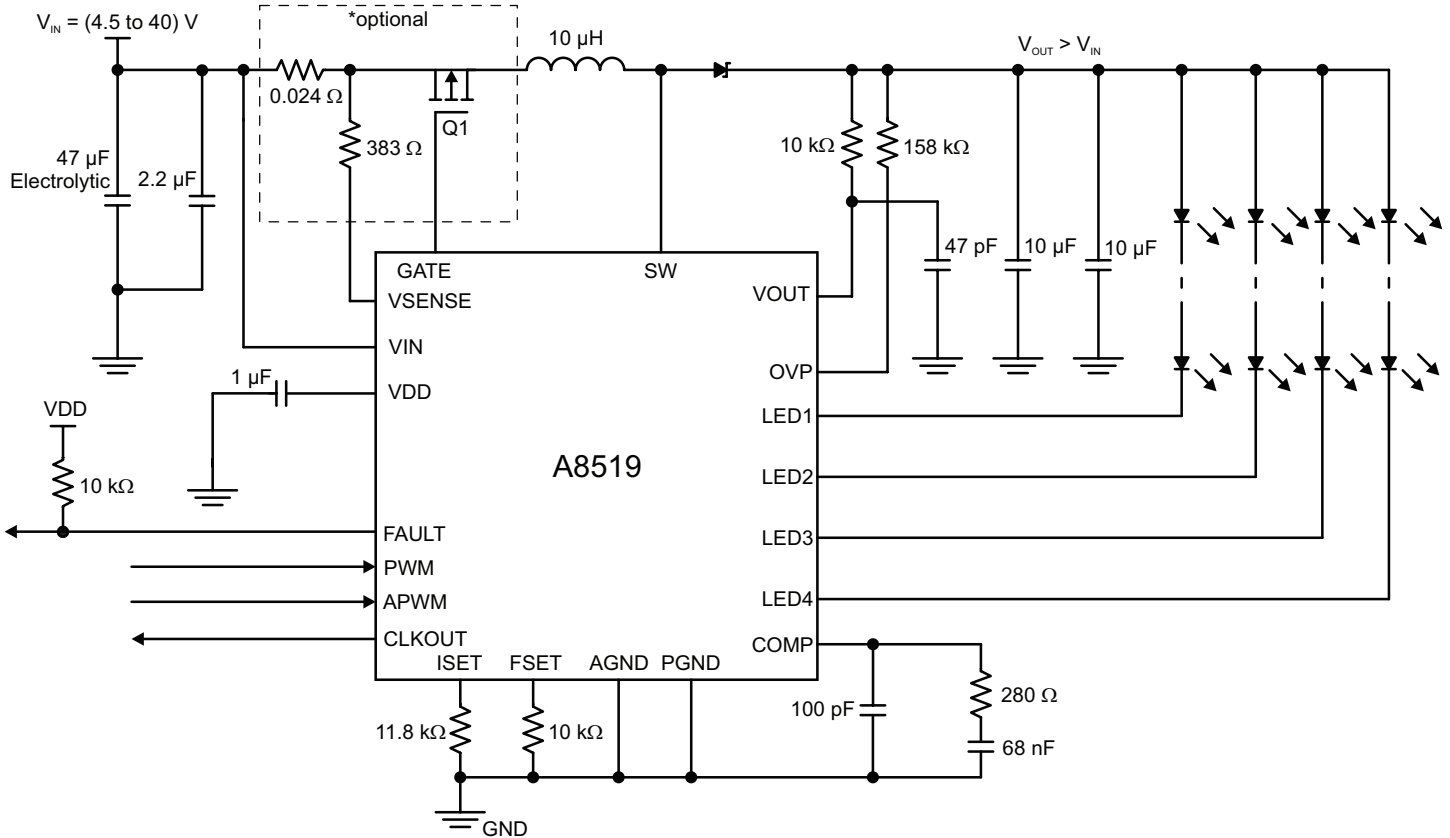 V_IN = (4.5 to 40) V
*optional
0.024 Ω
383 Ω
Q1
10 µH
V_OUT > V_IN
47 µF
Electrolytic
2.2 µF
10 kΩ
158 kΩ
47 pF
10 µF
10 µF
GATE
SW
VSENSE
VOUT
VIN
OVP
1 µF
VDD
VDD
LED1
10 kΩ
A8519
LED2
FAULT
LED3
PWM
APWM
LED4
CLKOUT
COMP
ISET
FSET
AGND
PGND
11.8 kΩ
10 kΩ
100 pF
280 Ω
68 nF
GND